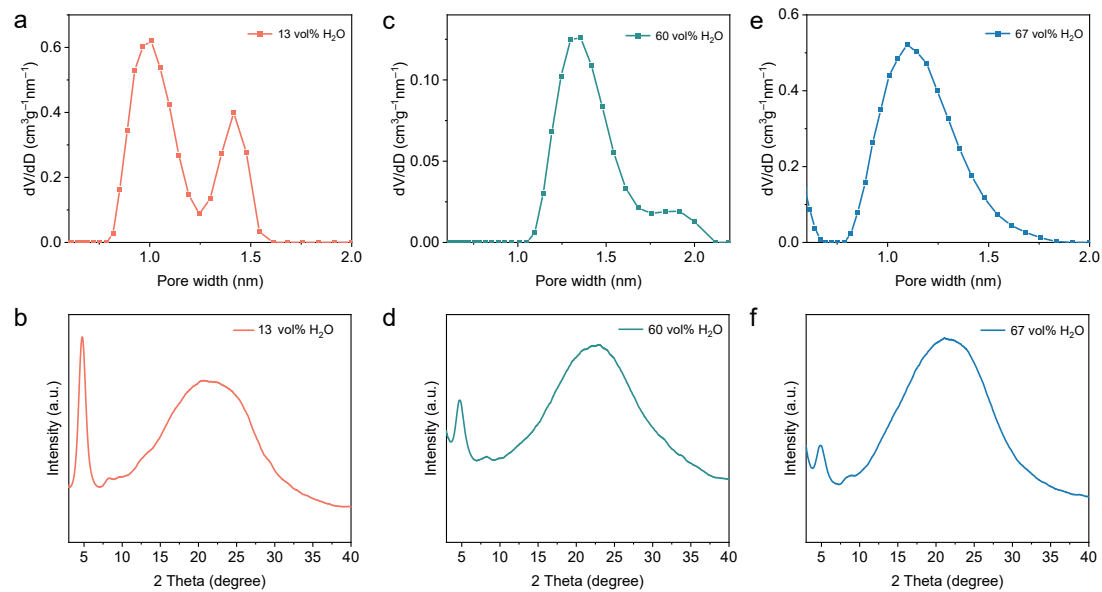 a
13 vol% H₂O
0.6
0.4
0.2
0.0
dV/dD (cm³g⁻¹nm⁻¹)
1.0
1.5
2.0
Pore width (nm)
c
60 vol% H₂O
0.10
0.05
0.00
dV/dD (cm³g⁻¹nm⁻¹)
1.0
1.5
2.0
Pore width (nm)
e
67 vol% H₂O
0.6
0.4
0.2
0.0
dV/dD (cm³g⁻¹nm⁻¹)
1.0
1.5
2.0
Pore width (nm)
b
13 vol% H₂O
Intensity (a.u.)
5 10 15 20 25 30 35 40
2 Theta (degree)
d
60 vol% H₂O
Intensity (a.u.)
5 10 15 20 25 30 35 40
2 Theta (degree)
f
67 vol% H₂O
Intensity (a.u.)
5 10 15 20 25 30 35 40
2 Theta (degree)